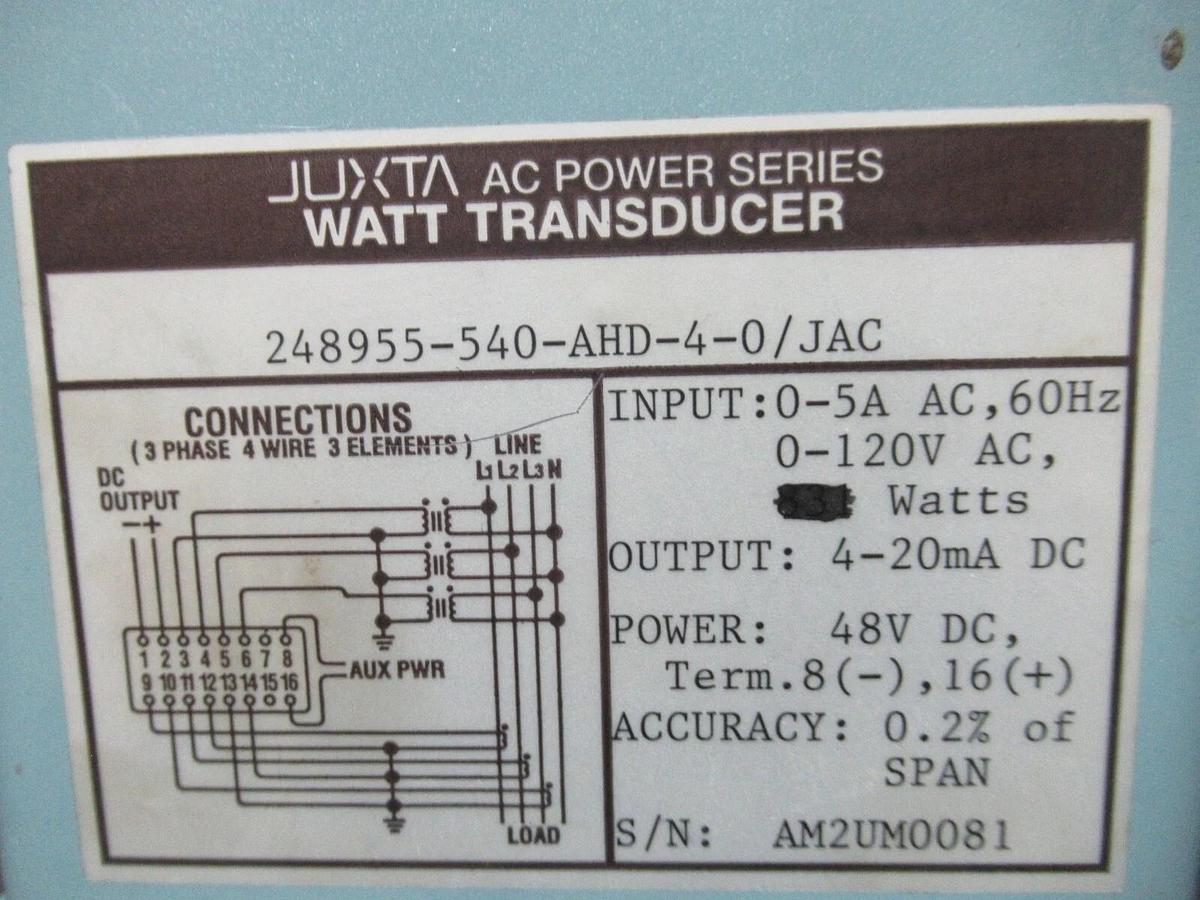 JUXTA AC POWER SERIES
WATT TRANSDUCER
248955-540-AHD-4-0/JAC
CONNECTIONS
(3 PHASE 4 WIRE 3 ELEMENTS)
LINE
L1 L2 L3 N
DC
OUTPUT
− +
1 2 3 4 5 6 7 8
9 10 11 12 13 14 15 16
AUX PWR
LOAD
INPUT: 0-5A AC, 60Hz
0-120V AC,
Watts
OUTPUT: 4-20mA DC
POWER: 48V DC,
Term.8(-),16(+)
ACCURACY: 0.2% of
SPAN
S/N: AM2UM0081